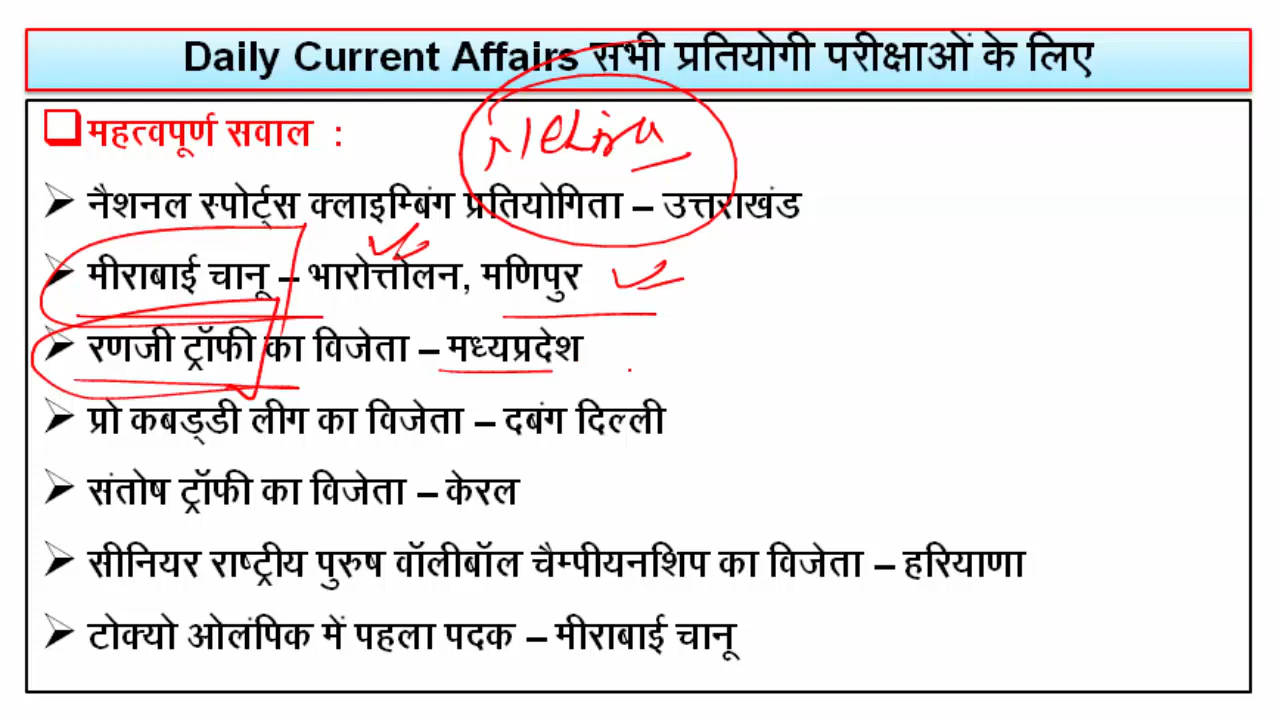 Daily Current Affairs सभी प्रतियोगी परीक्षाओं के लिए
महत्वपूर्ण सवाल :
नैशनल स्पोर्ट्स क्लाइम्बिंग प्रतियोगिता – उत्तराखंड
मीराबाई चानू – भारोत्तोलन, मणिपुर
रणजी ट्रॉफी का विजेता – मध्यप्रदेश
प्रो कबड्डी लीग का विजेता – दबंग दिल्ली
संतोष ट्रॉफी का विजेता – केरल
सीनियर राष्ट्रीय पुरुष वॉलीबॉल चैम्पीयनशिप का विजेता – हरियाणा
टोक्यो ओलंपिक में पहला पदक – मीराबाई चानू